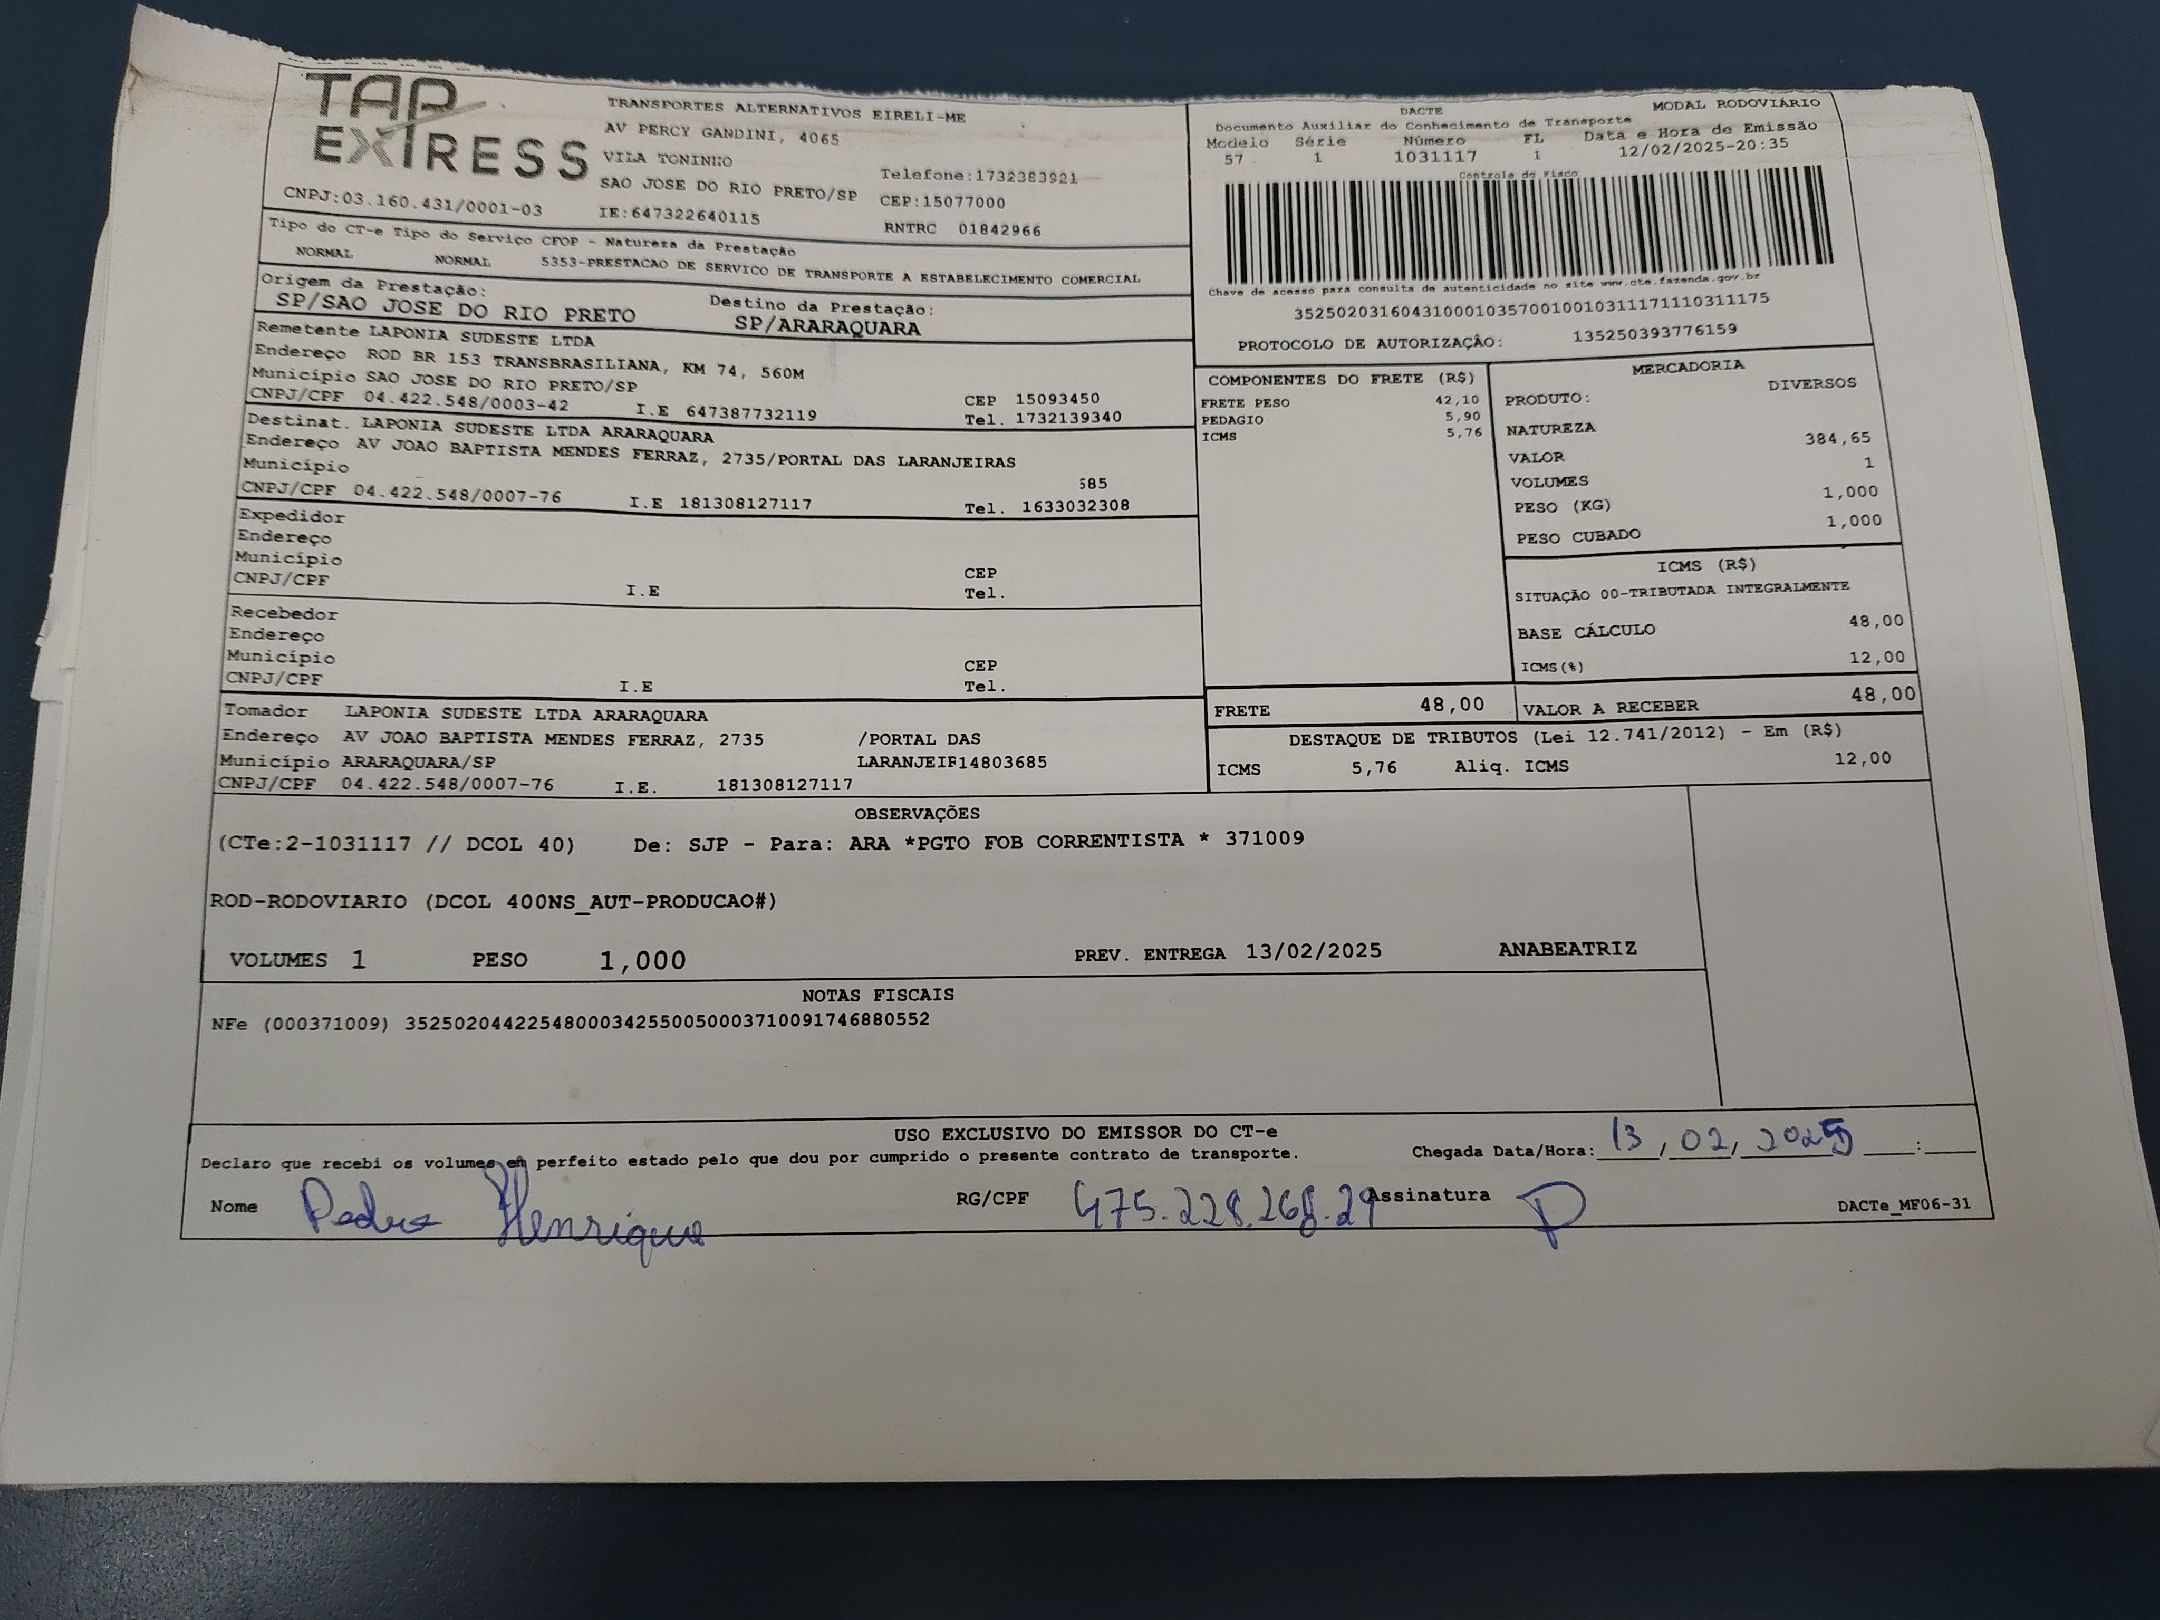 TAP EXPRESS
TRANSPORTES ALTERNATIVOS EIRELI-ME
AV PERCY GANDINI, 4065
VILA TONINHO
SAO JOSE DO RIO PRETO/SP
Telefone:1732383921
CEP:15077000
CNPJ:03.160.431/0001-03
IE:647322640115
RNTRC 01842966
Tipo do CT-e Tipo do Serviço CFOP - Natureza da Prestação
NORMAL NORMAL 5353-PRESTACAO DE SERVICO DE TRANSPORTE A ESTABELECIMENTO COMERCIAL
Origem da Prestação: Destino da Prestação:
SP/SAO JOSE DO RIO PRETO SP/ARARAQUARA
DACTE MODAL RODOVIÁRIO
Documento Auxiliar do Conhecimento de Transporte
Modelo Série Número FL Data e Hora de Emissão
57 1 1031117 1 12/02/2025-20:35
Controle do Fisco
Chave de acesso para consulta de autenticidade no site www.cte.fazenda.gov.br
35250203160431000103570010010311171110311175
PROTOCOLO DE AUTORIZAÇÃO: 135250393776159
Remetente LAPONIA SUDESTE LTDA
Endereço ROD BR 153 TRANSBRASILIANA, KM 74, 560M
Município SAO JOSE DO RIO PRETO/SP CEP 15093450
CNPJ/CPF 04.422.548/0003-42 I.E 647387732119 Tel. 1732139340
Destinat. LAPONIA SUDESTE LTDA ARARAQUARA
Endereço AV JOAO BAPTISTA MENDES FERRAZ, 2735/PORTAL DAS LARANJEIRAS
Município 685
CNPJ/CPF 04.422.548/0007-76 I.E 181308127117 Tel. 1633032308
Expedidor
Endereço
Município CEP
CNPJ/CPF I.E Tel.
Recebedor
Endereço
Município CEP
CNPJ/CPF I.E Tel.
Tomador LAPONIA SUDESTE LTDA ARARAQUARA
Endereço AV JOAO BAPTISTA MENDES FERRAZ, 2735 /PORTAL DAS
Município ARARAQUARA/SP LARANJEIR14803685
CNPJ/CPF 04.422.548/0007-76 I.E. 181308127117
COMPONENTES DO FRETE (R$)
FRETE PESO 42,10
PEDAGIO 5,90
ICMS 5,76
MERCADORIA
PRODUTO: DIVERSOS
NATUREZA
VALOR 384,65
VOLUMES 1
PESO (KG) 1,000
PESO CUBADO 1,000
ICMS (R$)
SITUAÇÃO 00-TRIBUTADA INTEGRALMENTE
BASE CÁLCULO 48,00
ICMS(%) 12,00
FRETE 48,00 VALOR A RECEBER 48,00
DESTAQUE DE TRIBUTOS (Lei 12.741/2012) - Em (R$)
ICMS 5,76 Aliq. ICMS 12,00
OBSERVAÇÕES
(CTe:2-1031117 // DCOL 40) De: SJP - Para: ARA *PGTO FOB CORRENTISTA * 371009
ROD-RODOVIARIO (DCOL 400NS_AUT-PRODUCAO#)
VOLUMES 1 PESO 1,000 PREV. ENTREGA 13/02/2025 ANABEATRIZ
NOTAS FISCAIS
NFe (000371009) 35250204422548000342550050003710091746880552
USO EXCLUSIVO DO EMISSOR DO CT-e
Declaro que recebi os volumes em perfeito estado pelo que dou por cumprido o presente contrato de transporte. Chegada Data/Hora: 13/02/2025 :
Nome Pedro Henrique RG/CPF 475.228.268.29 Assinatura P DACTe_MF06-31